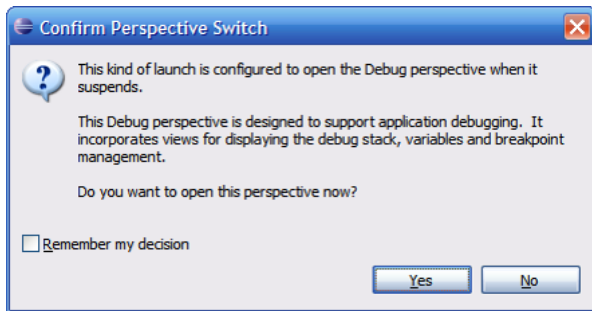 Confirm Perspective Switch
This kind of launch is configured to open the Debug perspective when it
suspends.
This Debug perspective is designed to support application debugging. It
incorporates views for displaying the debug stack, variables and breakpoint
management.
Do you want to open this perspective now?
Remember my decision
Yes No